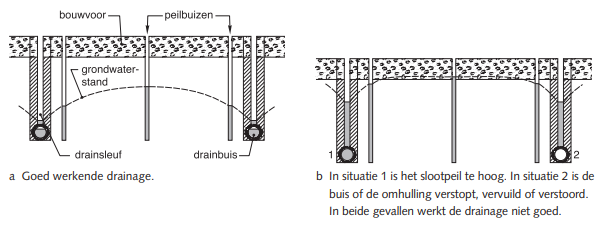 bouwvoor
peilbuizen
grondwater-
stand
drainsleuf
drainbuis
a Goed werkende drainage.
1
2
b In situatie 1 is het slootpeil te hoog. In situatie 2 is de
buis of de omhulling verstopt, vervuild of verstoord.
In beide gevallen werkt de drainage niet goed.